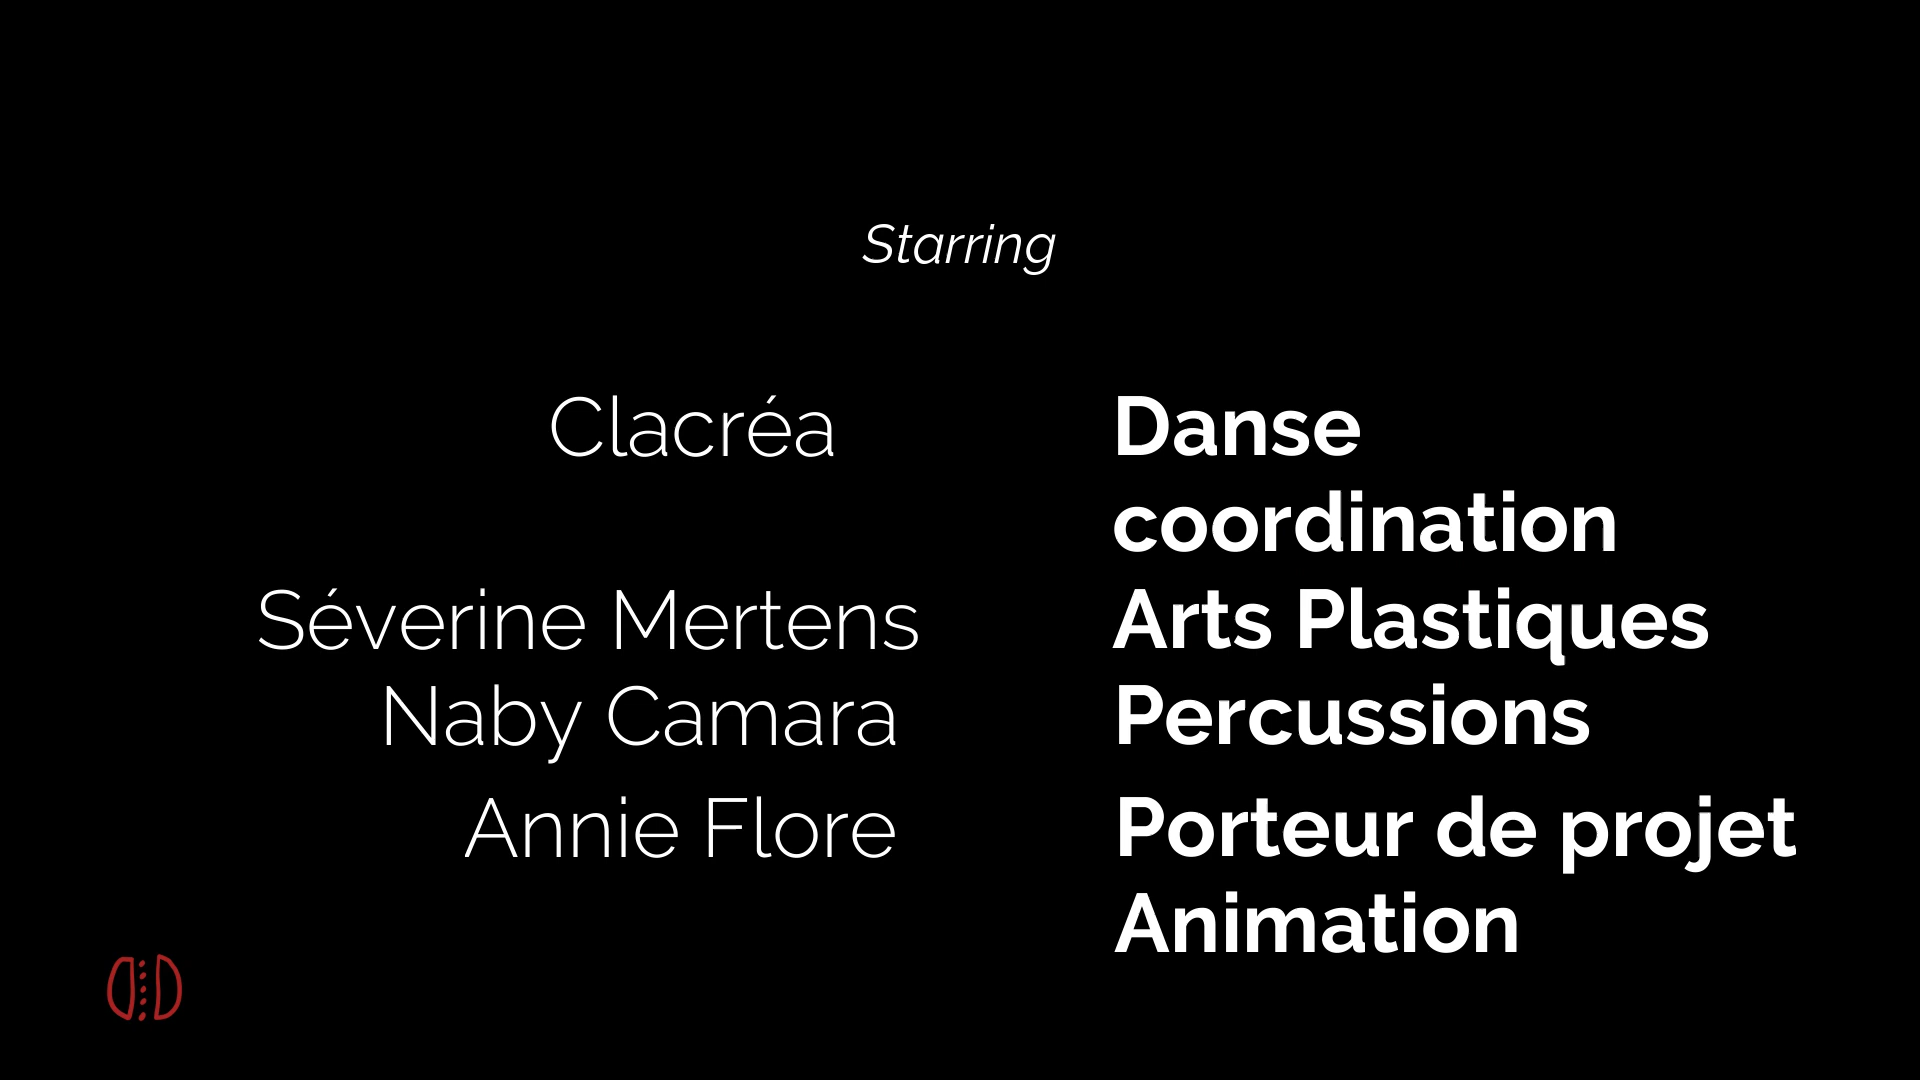 Starring
Clacréa Danse
coordination
Séverine Mertens Arts Plastiques
Naby Camara Percussions
Annie Flore Porteur de projet
Animation